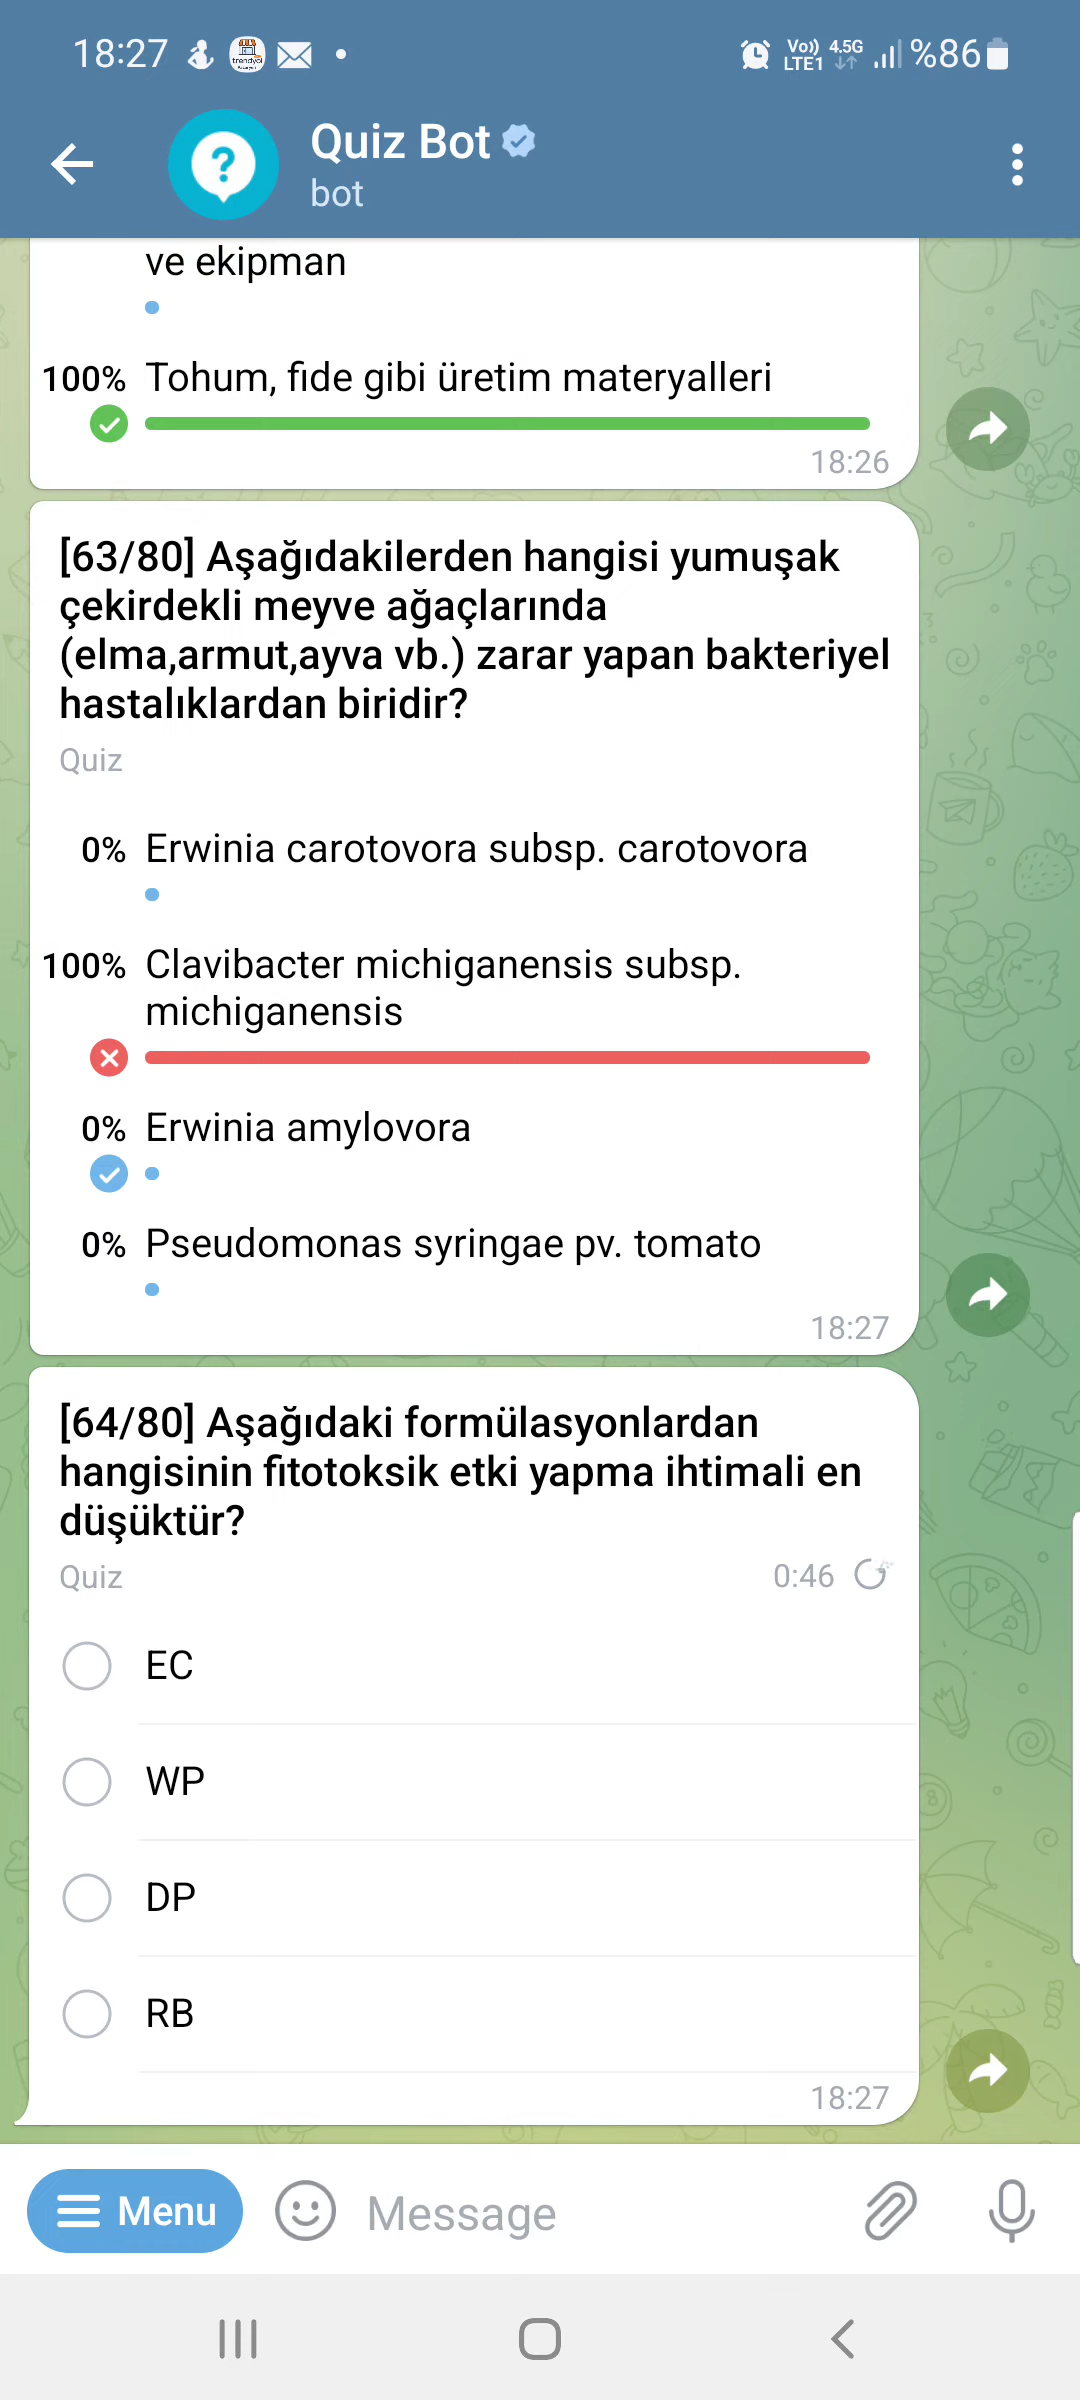 18:27
trendyol
Vo)) 4.5G
LTE1
%86
Quiz Bot
bot
ve ekipman
100% Tohum, fide gibi üretim materyalleri
18:26
[63/80] Aşağıdakilerden hangisi yumuşak
çekirdekli meyve ağaçlarında
(elma,armut,ayva vb.) zarar yapan bakteriyel
hastalıklardan biridir?
Quiz
0% Erwinia carotovora subsp. carotovora
100% Clavibacter michiganensis subsp.
michiganensis
0% Erwinia amylovora
0% Pseudomonas syringae pv. tomato
18:27
[64/80] Aşağıdaki formülasyonlardan
hangisinin fitotoksik etki yapma ihtimali en
düşüktür?
Quiz
0:46
EC
WP
DP
RB
18:27
Menu
Message